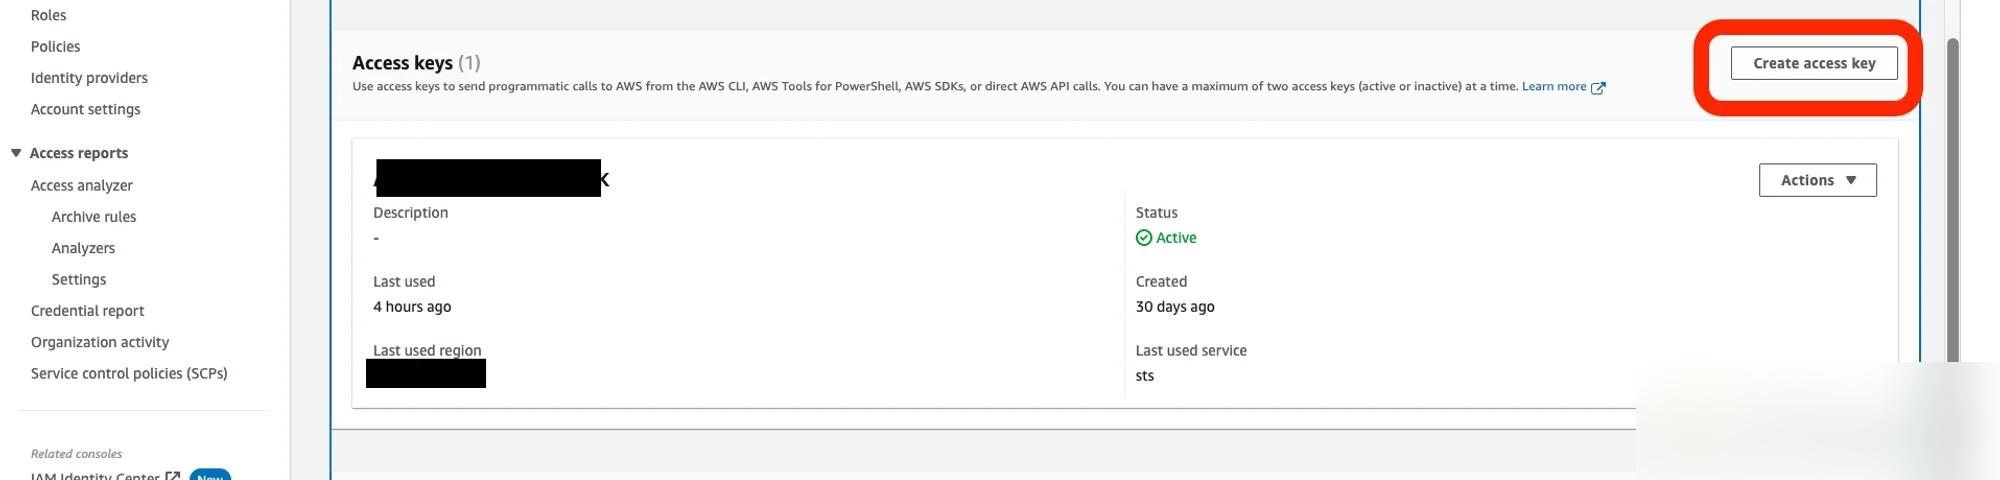 Roles
Policies
Identity providers
Account settings
Access reports
Access analyzer
Archive rules
Analyzers
Settings
Credential report
Organization activity
Service control policies (SCPs)
Related consoles
IAM Identity Center New
Access keys (1)
Create access key
Use access keys to send programmatic calls to AWS from the AWS CLI, AWS Tools for PowerShell, AWS SDKs, or direct AWS API calls. You can have a maximum of two access keys (active or inactive) at a time. Learn more
Actions
Description
-
Status
Active
Last used
4 hours ago
Created
30 days ago
Last used region
Last used service
sts